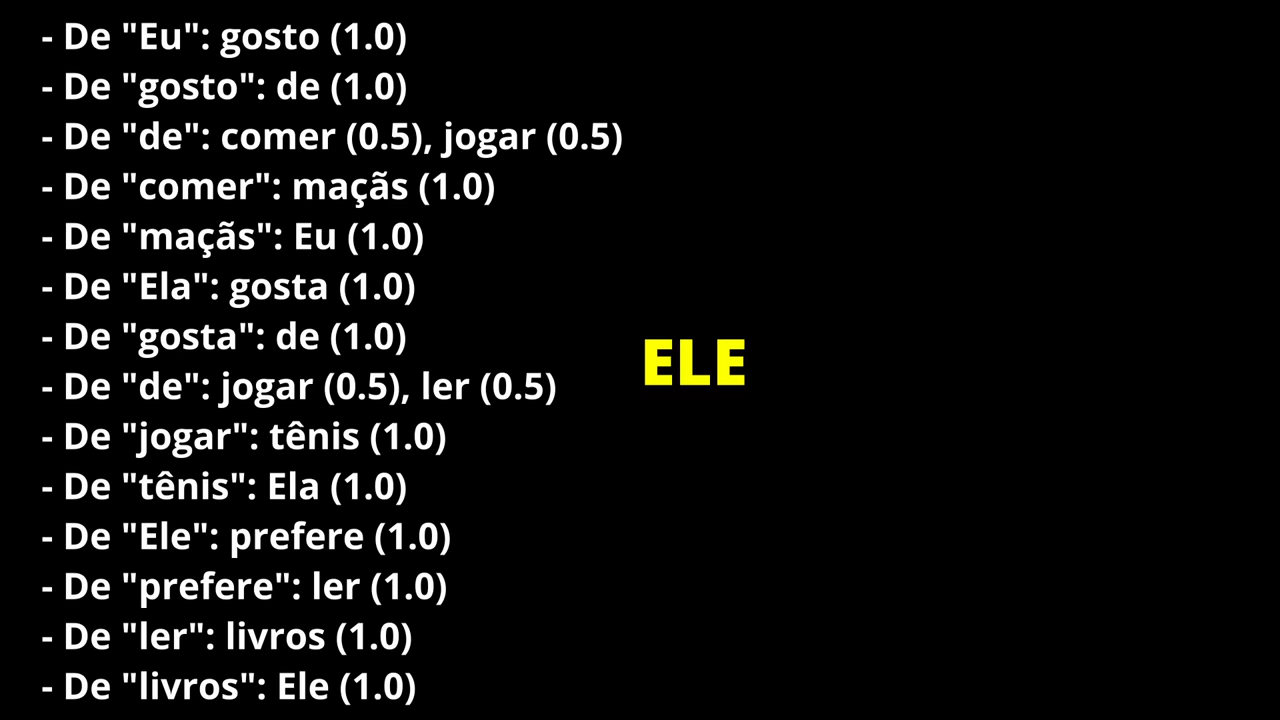 - De "Eu": gosto (1.0)
- De "gosto": de (1.0)
- De "de": comer (0.5), jogar (0.5)
- De "comer": maçãs (1.0)
- De "maçãs": Eu (1.0)
- De "Ela": gosta (1.0)
- De "gosta": de (1.0)
- De "de": jogar (0.5), ler (0.5)
- De "jogar": tênis (1.0)
- De "tênis": Ela (1.0)
- De "Ele": prefere (1.0)
- De "prefere": ler (1.0)
- De "ler": livros (1.0)
- De "livros": Ele (1.0)
ELE